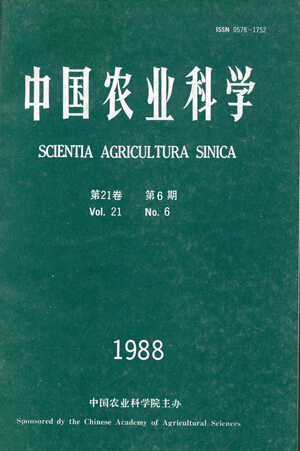 ISSN 0578-1752
中国农业科学
SCIENTIA AGRICULTURA SINICA
第21卷 第6期
Vol. 21 No. 6
1988
中国农业科学院主办
Sponsored dy the Chinese Academy of Agricultural Sciences